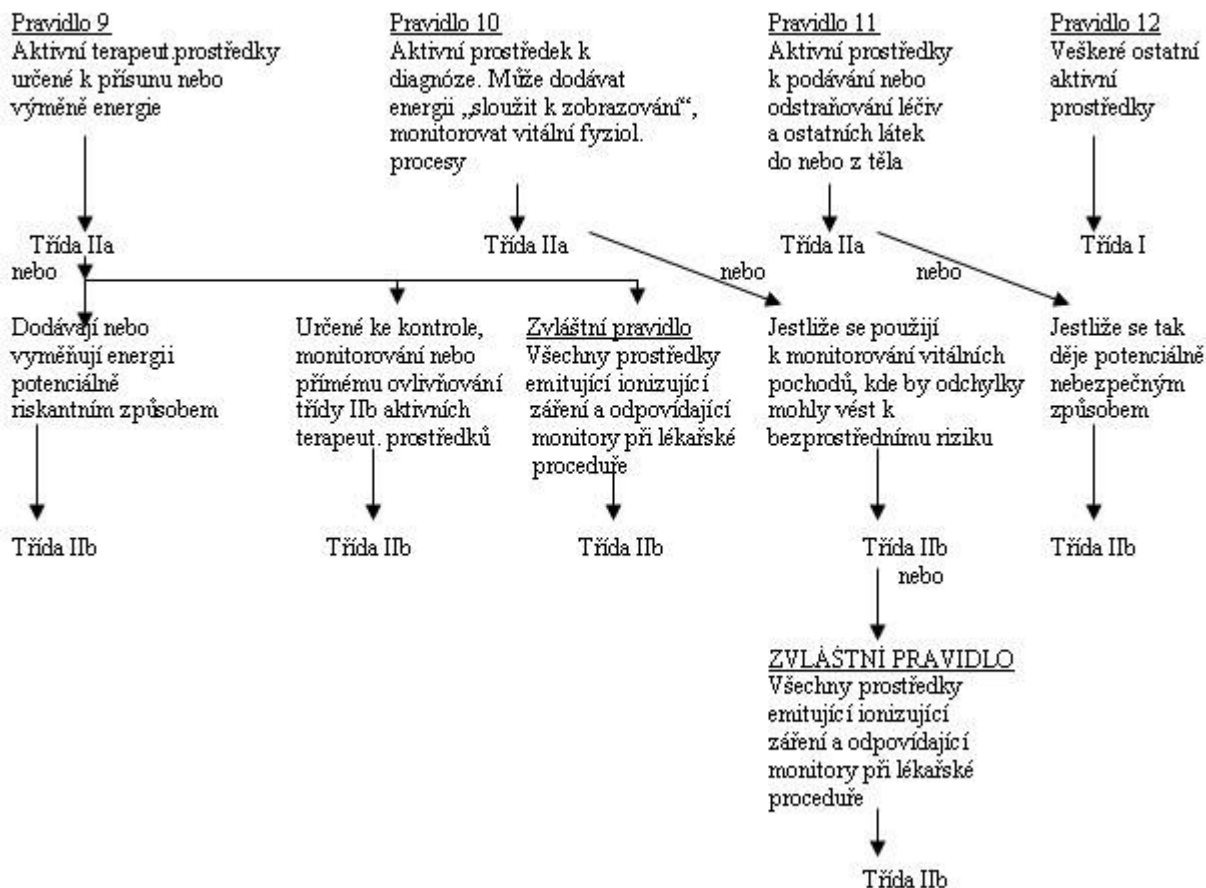 Pravidlo 9
Aktivní terapeut prostředky
určené k přísunu nebo
výměně energie
Pravidlo 10
Aktivní prostředek k
diagnóze. Může dodávat
energii „sloužit k zobrazování“,
monitorovat vitální fyziol.
procesy
Pravidlo 11
Aktivní prostředky
k podávání nebo
odstraňování léčiv
a ostatních látek
do nebo z těla
Pravidlo 12
Veškeré ostatní
aktivní
prostředky
Třída IIa
nebo
Třída IIa
nebo
Třída IIa
nebo
Třída I
Dodávají nebo
vyměňují energii
potenciálně
riskantním způsobem
Určené ke kontrole,
monitorování nebo
přímému ovlivňování
třídy IIb aktivních
terapeut. prostředků
Zvláštní pravidlo
Všechny prostředky
emitující ionizující
záření a odpovídající
monitory při lékařské
proceduře
Jestliže se použijí
k monitorování vitálních
pochodů, kde by odchylky
mohly vést k
bezprostřednímu riziku
Jestliže se tak
děje potenciálně
nebezpečným
způsobem
Třída IIb
Třída IIb
Třída IIb
Třída IIb
nebo
Třída IIb
ZVLÁŠTNÍ PRAVIDLO
Všechny prostředky
emitující ionizující
záření a odpovídající
monitory při lékařské
proceduře
Třída IIb